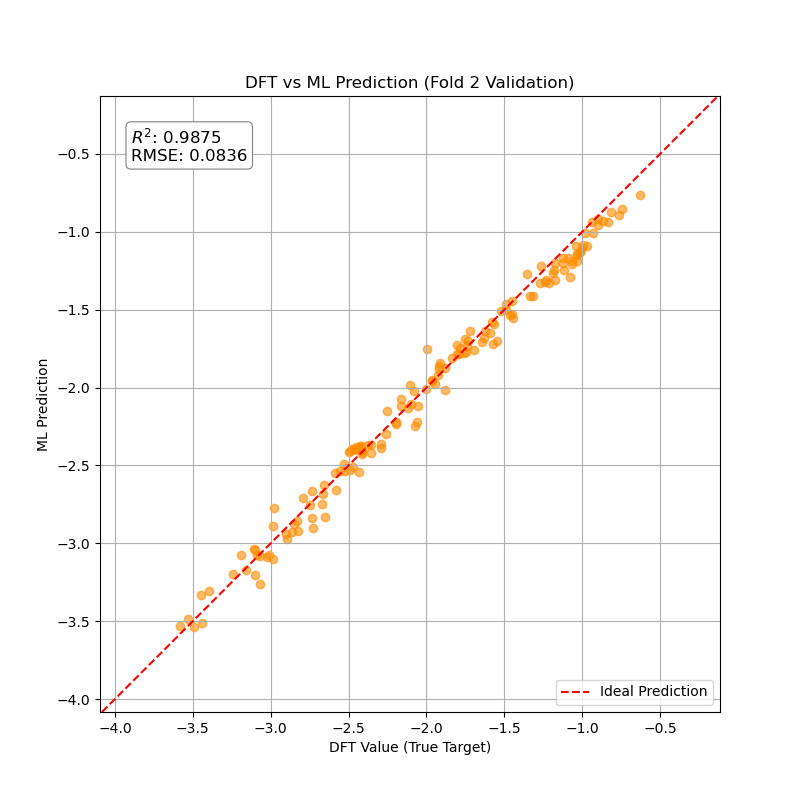 DFT vs ML Prediction (Fold 2 Validation)
R²: 0.9875
RMSE: 0.0836
ML Prediction
−0.5
−1.0
−1.5
−2.0
−2.5
−3.0
−3.5
−4.0
Ideal Prediction
−4.0 −3.5 −3.0 −2.5 −2.0 −1.5 −1.0 −0.5
DFT Value (True Target)